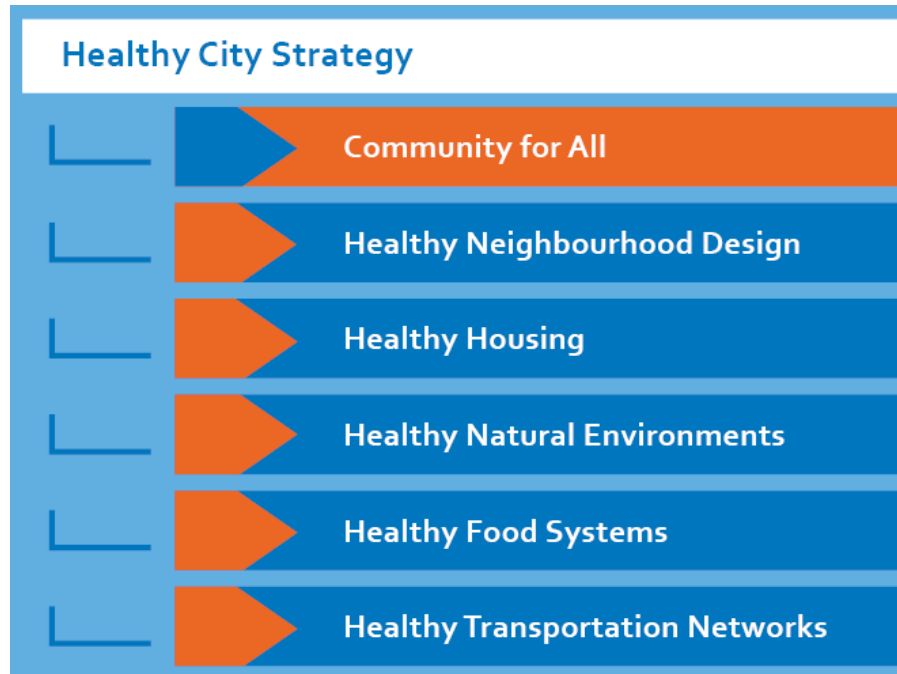 Healthy City Strategy
Community for All
Healthy Neighbourhood Design
Healthy Housing
Healthy Natural Environments
Healthy Food Systems
Healthy Transportation Networks